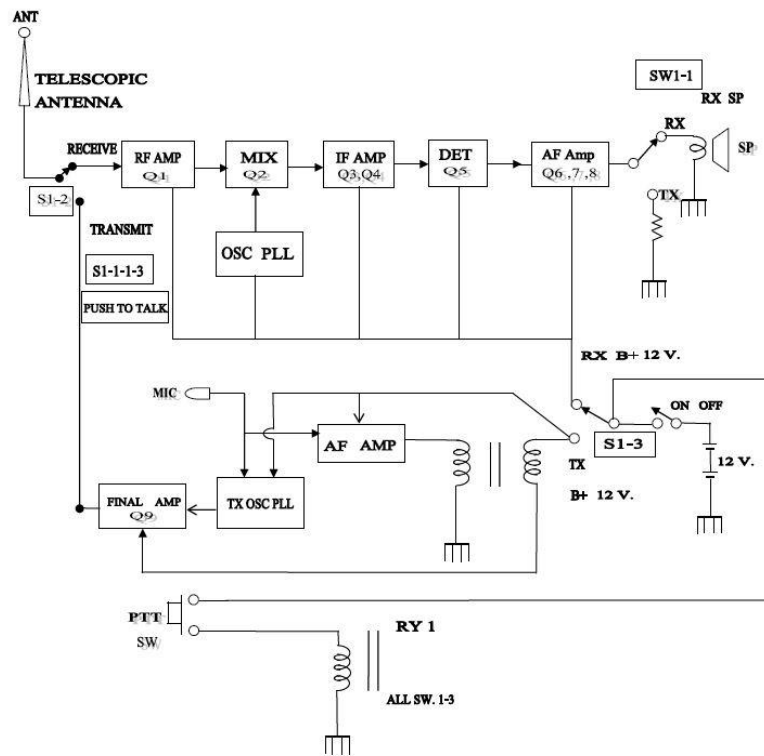 ANT
TELESCOPIC
ANTENNA
SW1-1
RX SP
RX
SP
RECEIVE
RF AMP
Q1
MIX
Q2
IF AMP
Q3,Q4
DET
Q5
AF Amp
Q6,,7,,8
S1-2
TX
TRANSMIT
OSC PLL
S1-1-1-3
PUSH TO TALK
RX B+ 12 V.
MIC
ON OFF
AF AMP
S1-3
TX
12 V.
B+ 12 V.
FINAL AMP
Q9
TX OSC PLL
PTT
SW
RY 1
ALL SW. 1-3